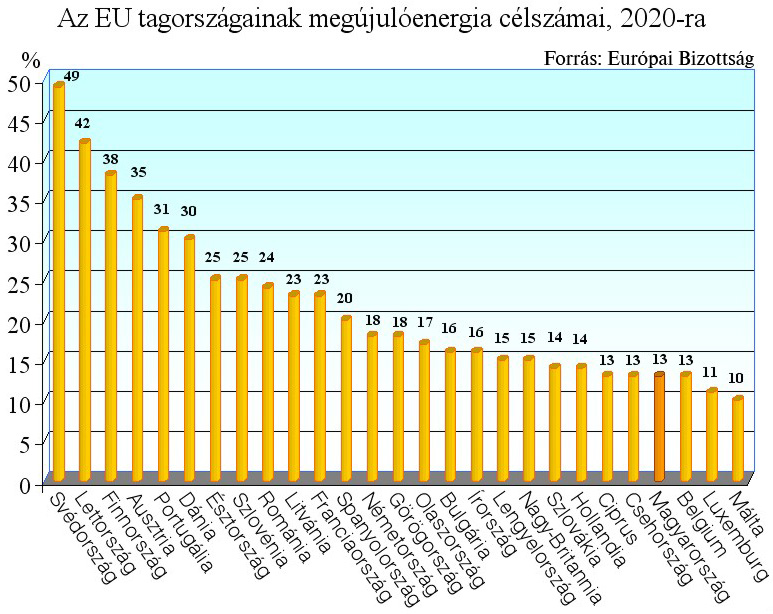 Az EU tagországainak megújulóenergia célszámai, 2020-ra
Forrás: Európai Bizottság
%
50
45
40
35
30
25
20
15
10
5
0
49
42
38
35
31
30
25
25
24
23
23
20
18
18
17
16
16
15
15
14
14
13
13
13
13
11
10
Svédország
Lettország
Finnország
Ausztria
Portugália
Dánia
Észtország
Szlovénia
Románia
Litvánia
Franciaország
Spanyolország
Németország
Görögország
Olaszország
Bulgária
Írország
Lengyelország
Nagy-Britannia
Szlovákia
Hollandia
Ciprus
Csehország
Magyarország
Belgium
Luxemburg
Málta